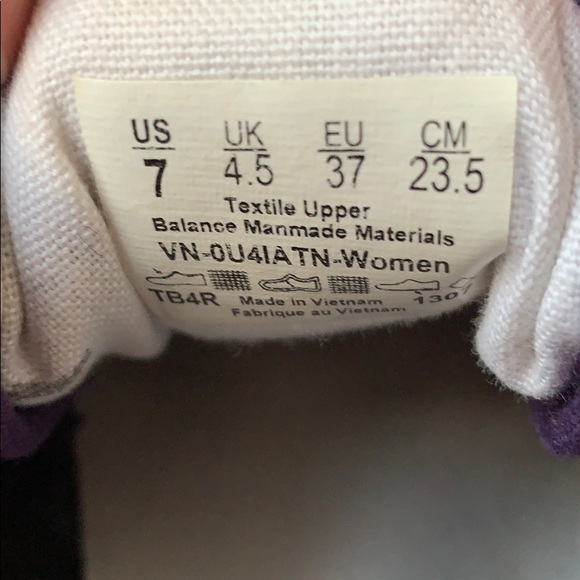 US UK EU CM
7 4.5 37 23.5
Textile Upper
Balance Manmade Materials
VN-0U4IATN-Women
TB4R Made in Vietnam
Fabrique au Vietnam